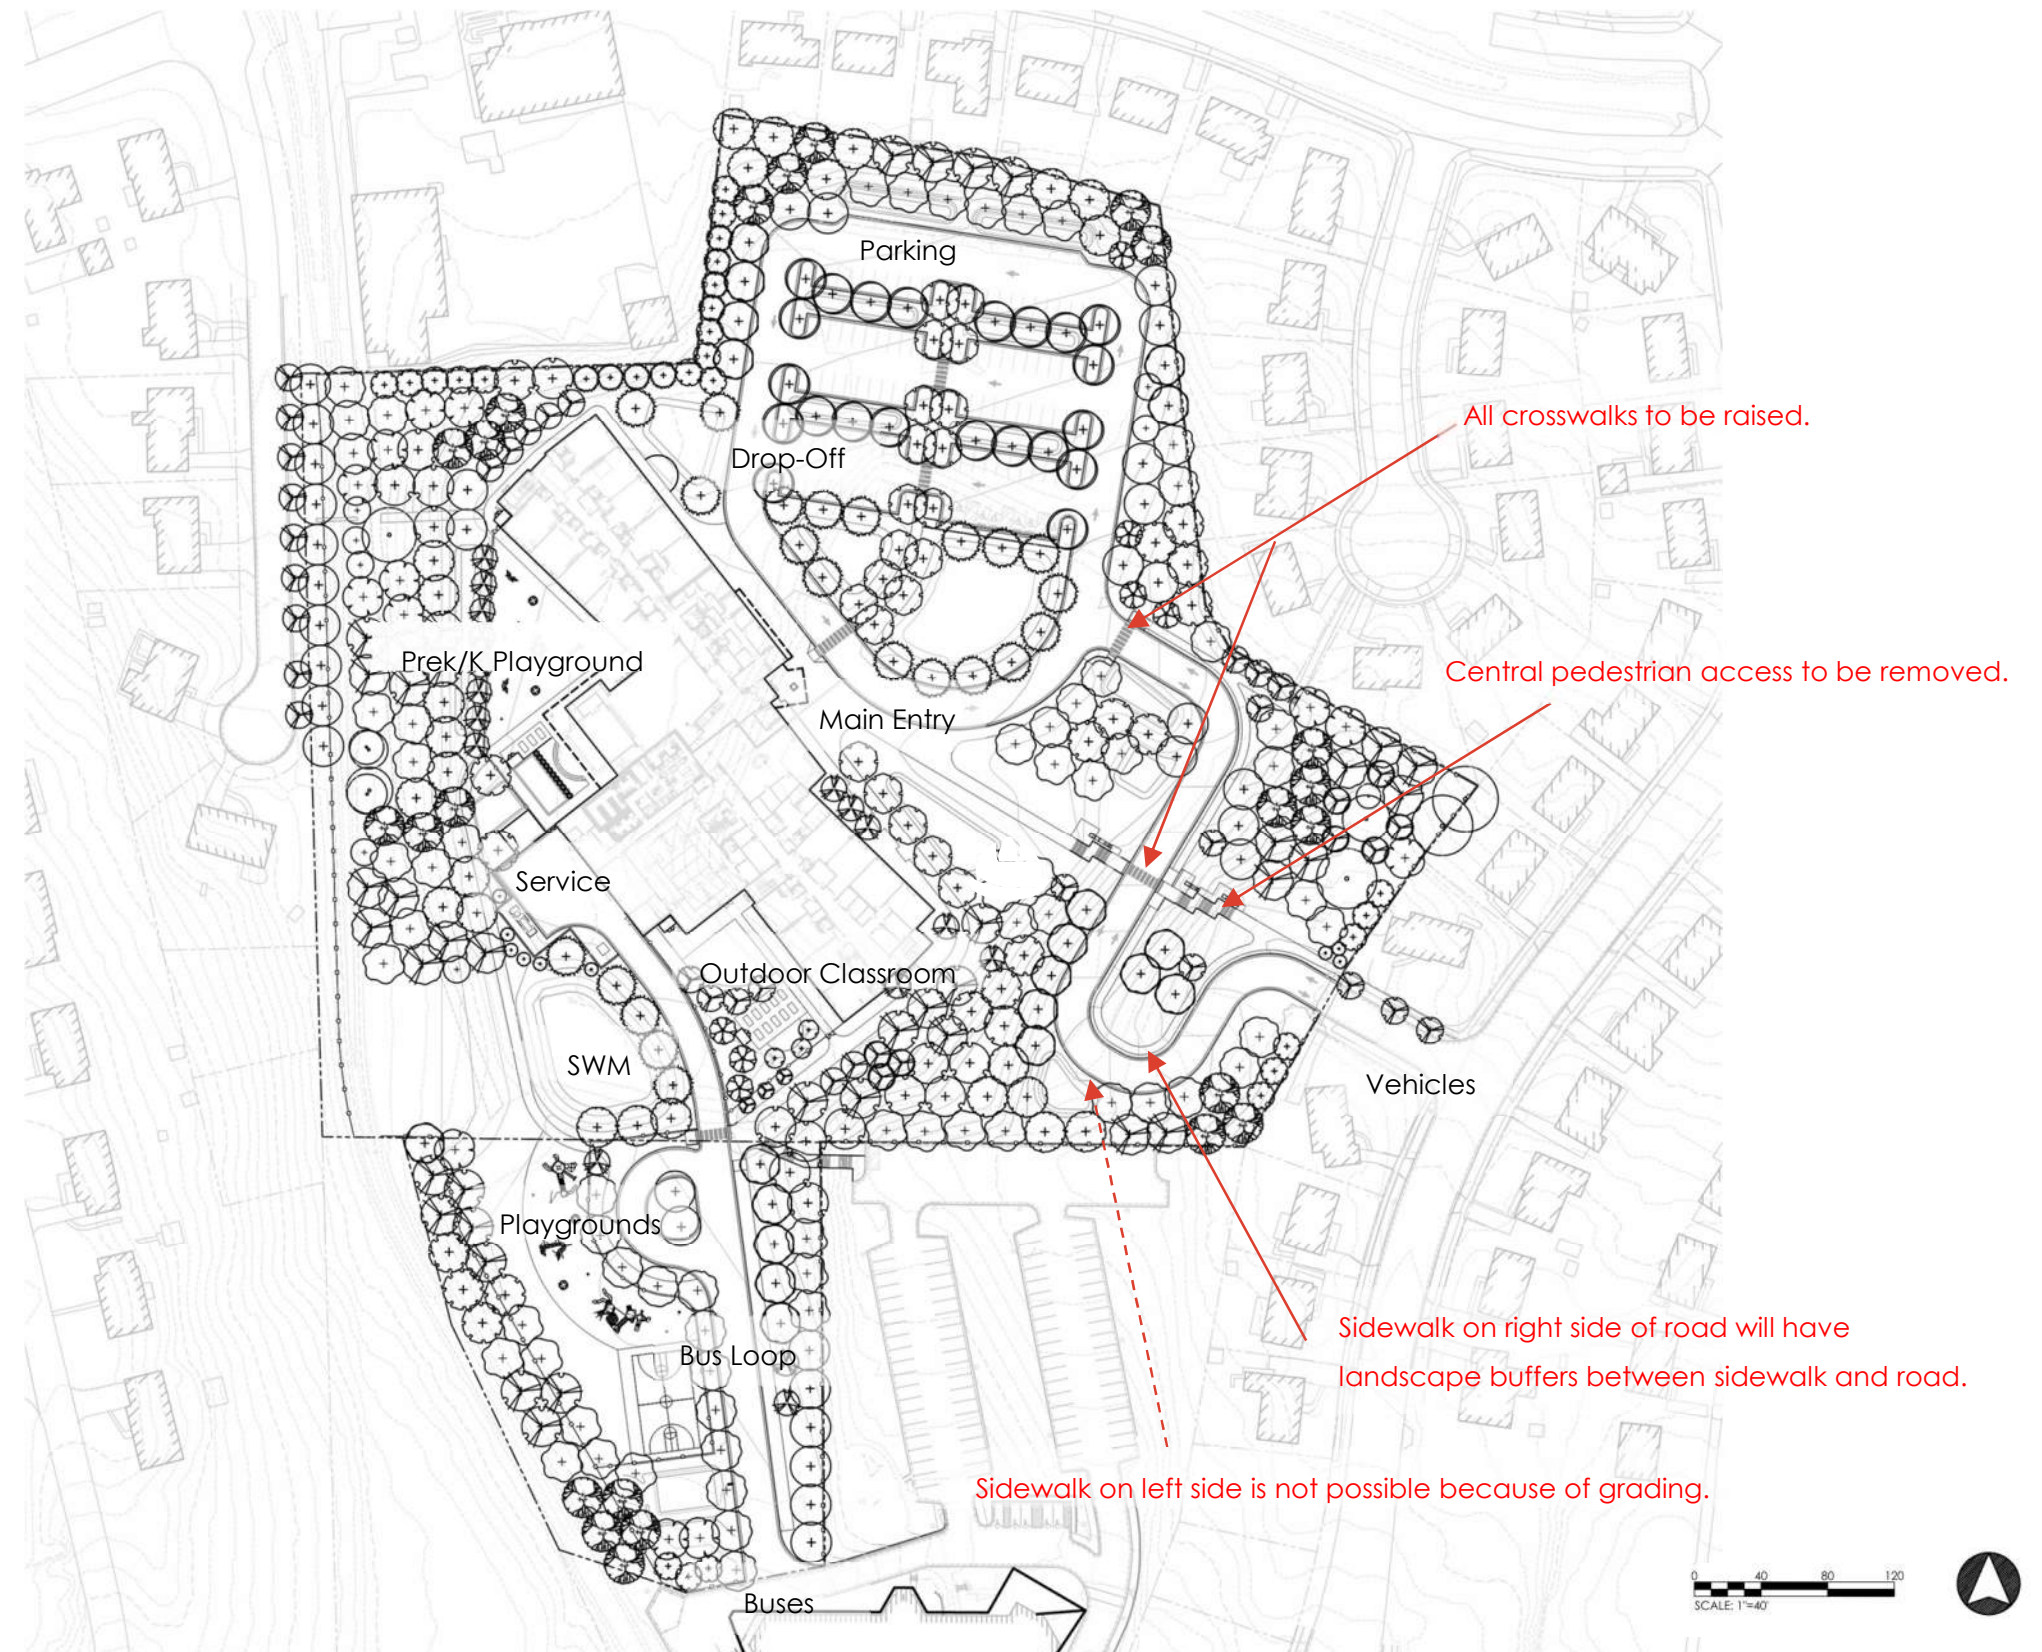 Parking
All crosswalks to be raised.
Drop-Off
Prek/K Playground
Central pedestrian access to be removed.
Main Entry
Service
Outdoor Classroom
SWM
Vehicles
Playgrounds
Sidewalk on right side of road will have
landscape buffers between sidewalk and road.
Bus Loop
Sidewalk on left side is not possible because of grading.
0 40 80 120
SCALE: 1"=40'
Buses